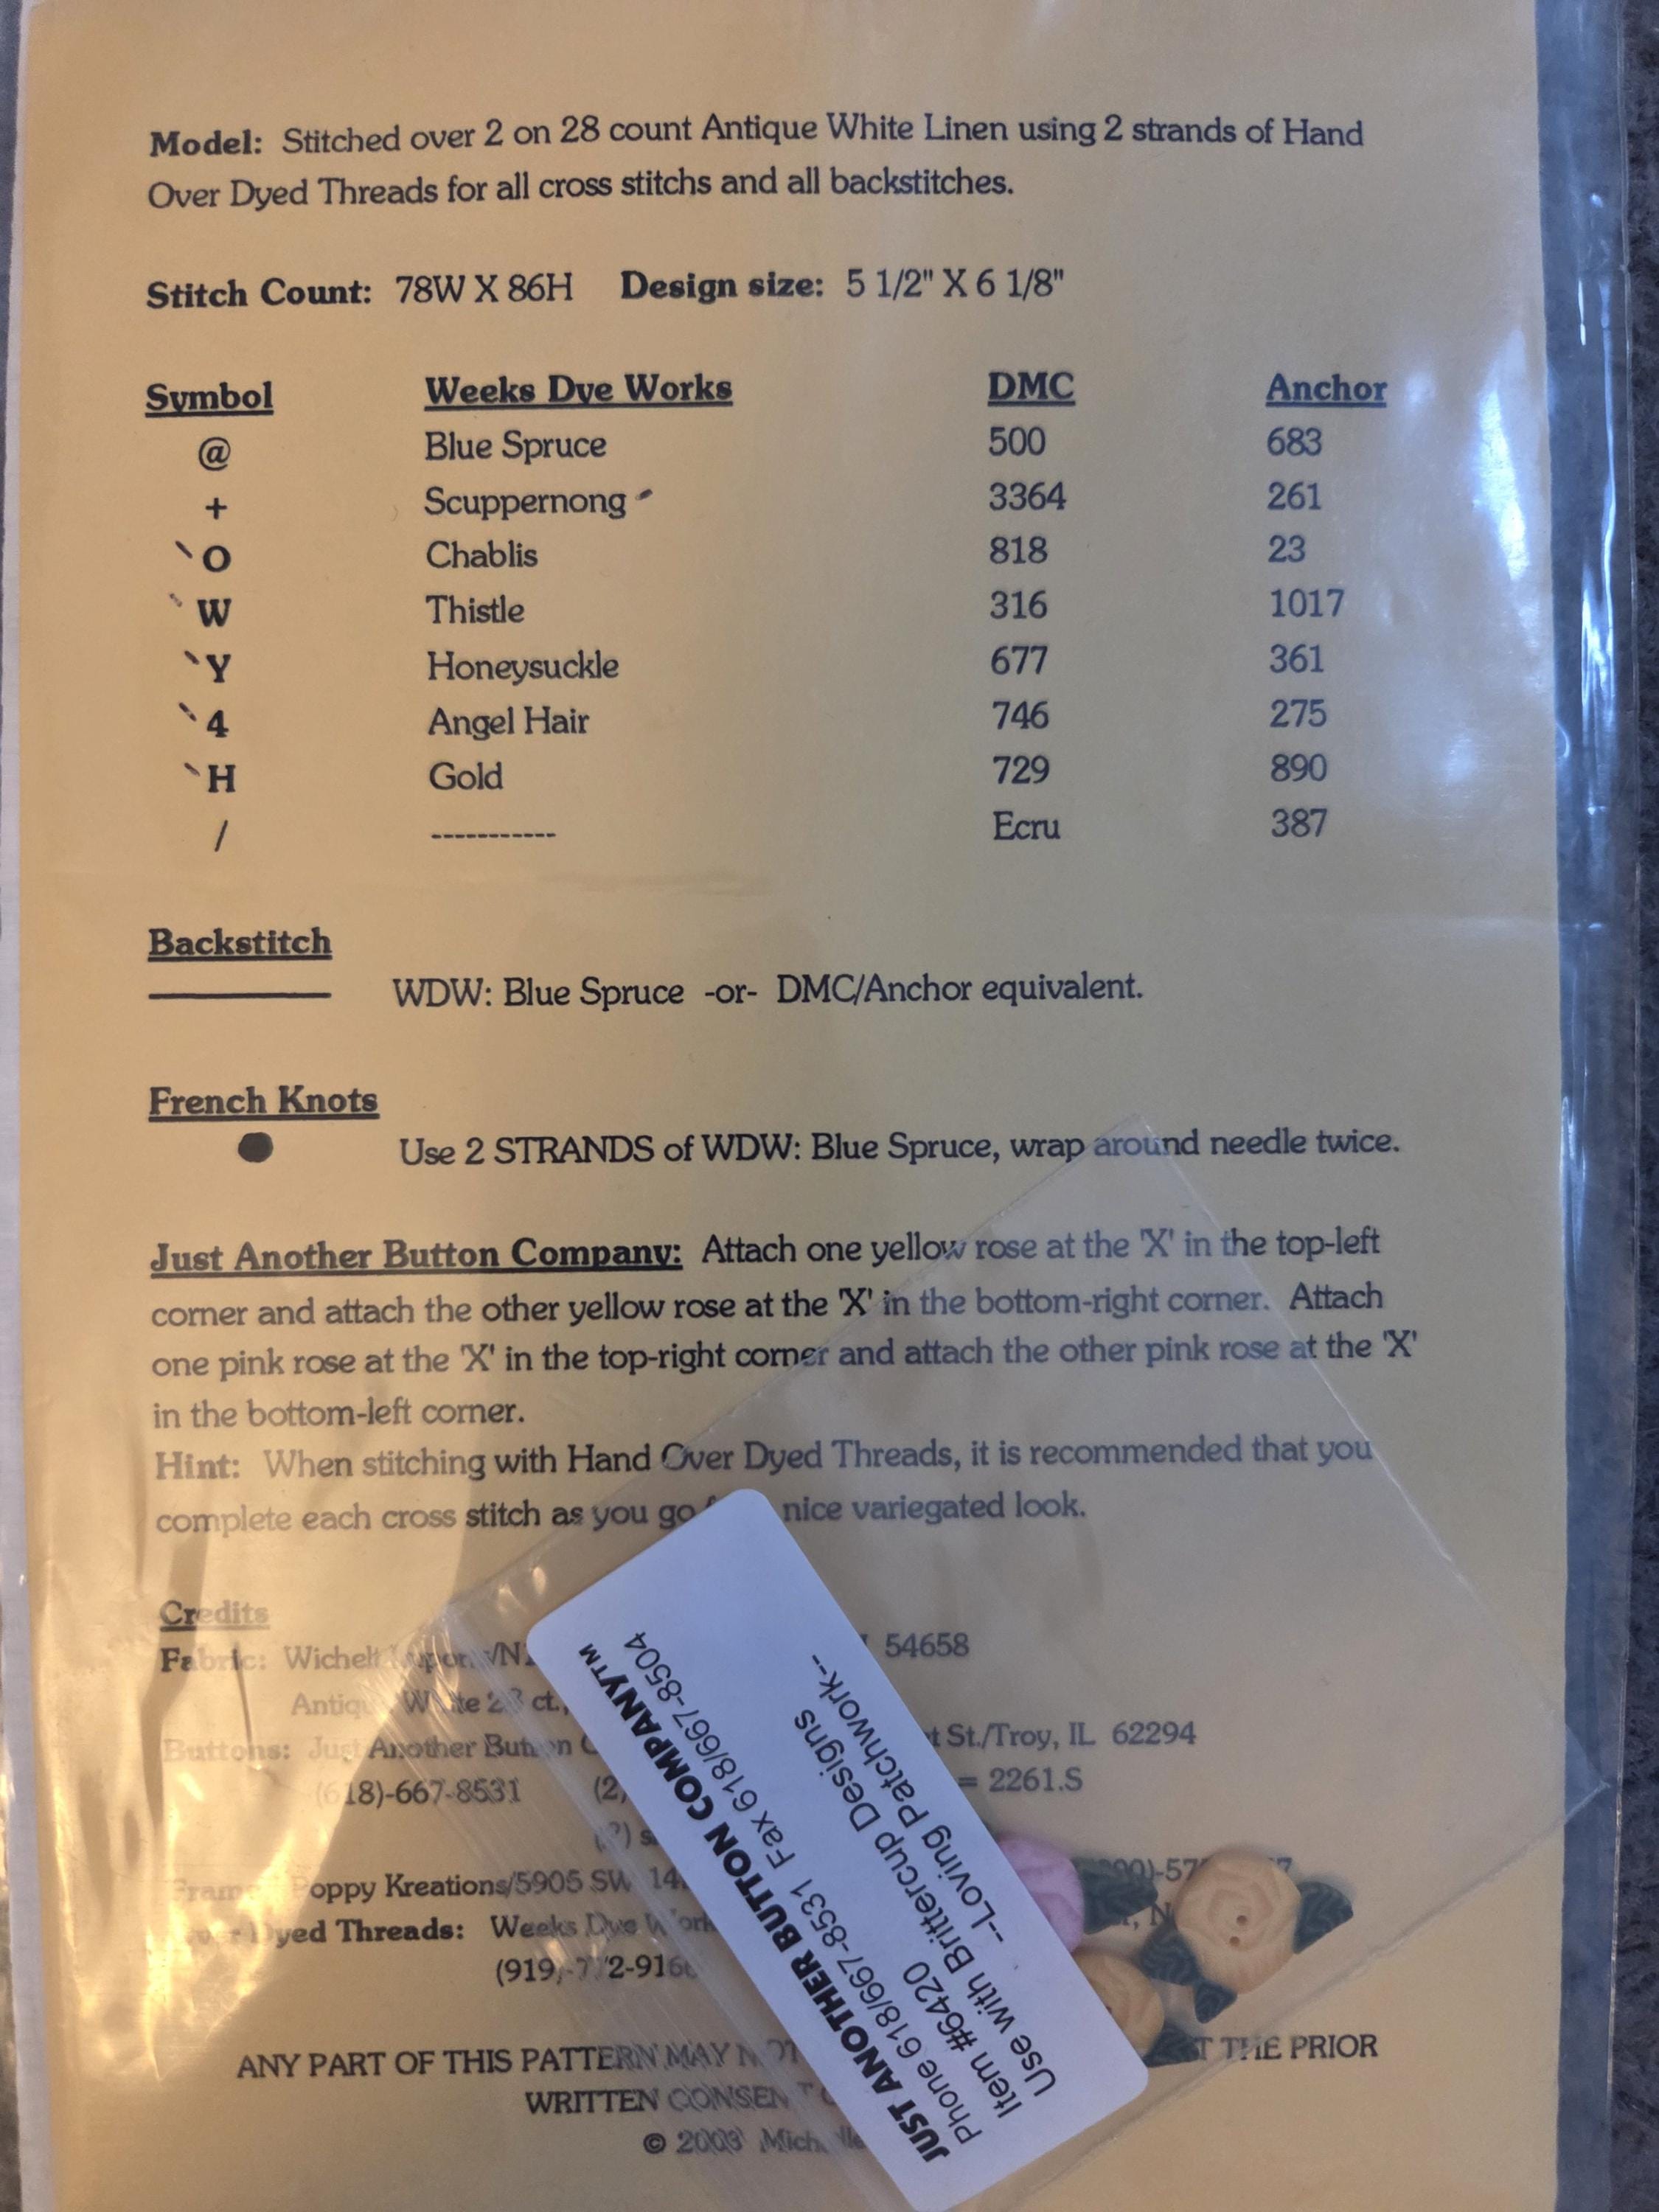 Model: Stitched over 2 on 28 count Antique White Linen using 2 strands of Hand
Over Dyed Threads for all cross stitchs and all backstitches.
Stitch Count: 78W X 86H Design size: 5 1/2" X 6 1/8"
Symbol Weeks Dye Works DMC Anchor
@ Blue Spruce 500 683
+ Scuppernong 3364 261
O Chablis 818 23
W Thistle 316 1017
Y Honeysuckle 677 361
4 Angel Hair 746 275
H Gold 729 890
/ ----------- Ecru 387
Backstitch
WDW: Blue Spruce -or- DMC/Anchor equivalent.
French Knots
Use 2 STRANDS of WDW: Blue Spruce, wrap around needle twice.
Just Another Button Company: Attach one yellow rose at the 'X' in the top-left
corner and attach the other yellow rose at the 'X' in the bottom-right corner. Attach
one pink rose at the 'X' in the top-right corner and attach the other pink rose at the 'X'
in the bottom-left corner.
Hint: When stitching with Hand Over Dyed Threads, it is recommended that you
complete each cross stitch as you go nice variegated look.
Credits
Fabric: Wichelt 54658
White ct.,
Buttons: Just Another Button St./Troy, IL 62294
(618)-667-8531 = 2261.S
Kreations/5905 SW
Dyed Threads: Weeks Dye
ANY PART OF THIS PATTERN MAY THE PRIOR
WRITTEN CONSENT
©
JUST ANOTHER BUTTON COMPANY™
Phone 618/667-8531 Fax 618/667-8504
Item #6420
Use with Brittercup Designs
--Loving Patchwork--